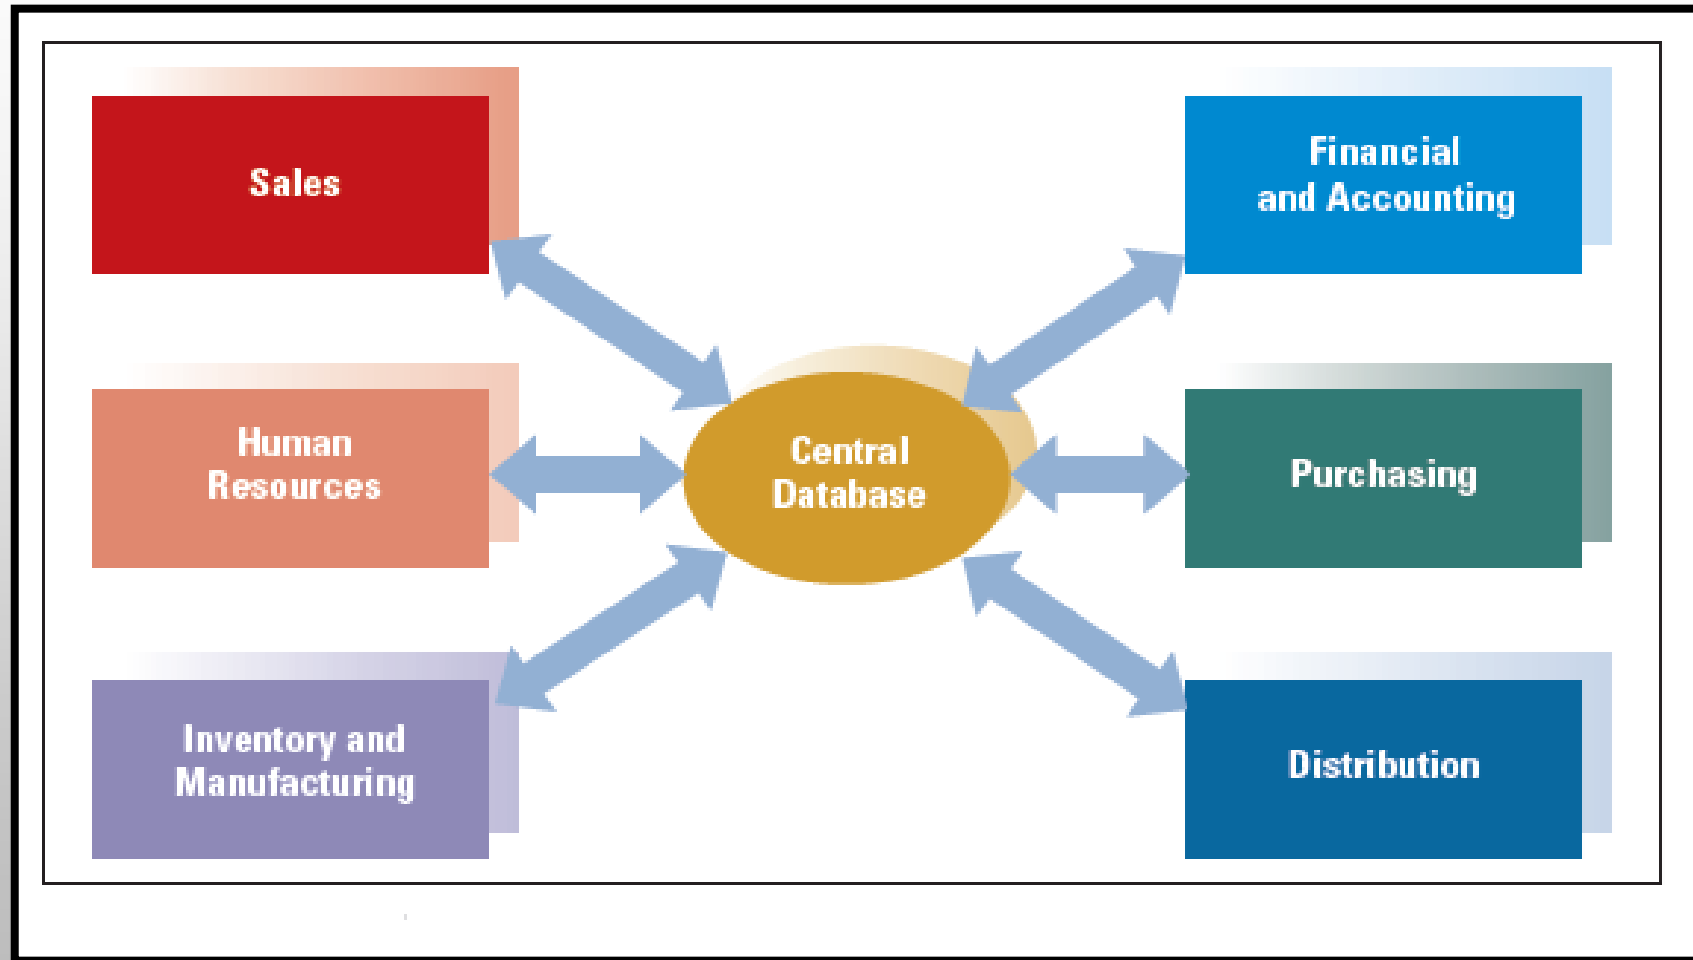 Sales
Financial
and Accounting
Human
Resources
Central
Database
Purchasing
Inventory and
Manufacturing
Distribution